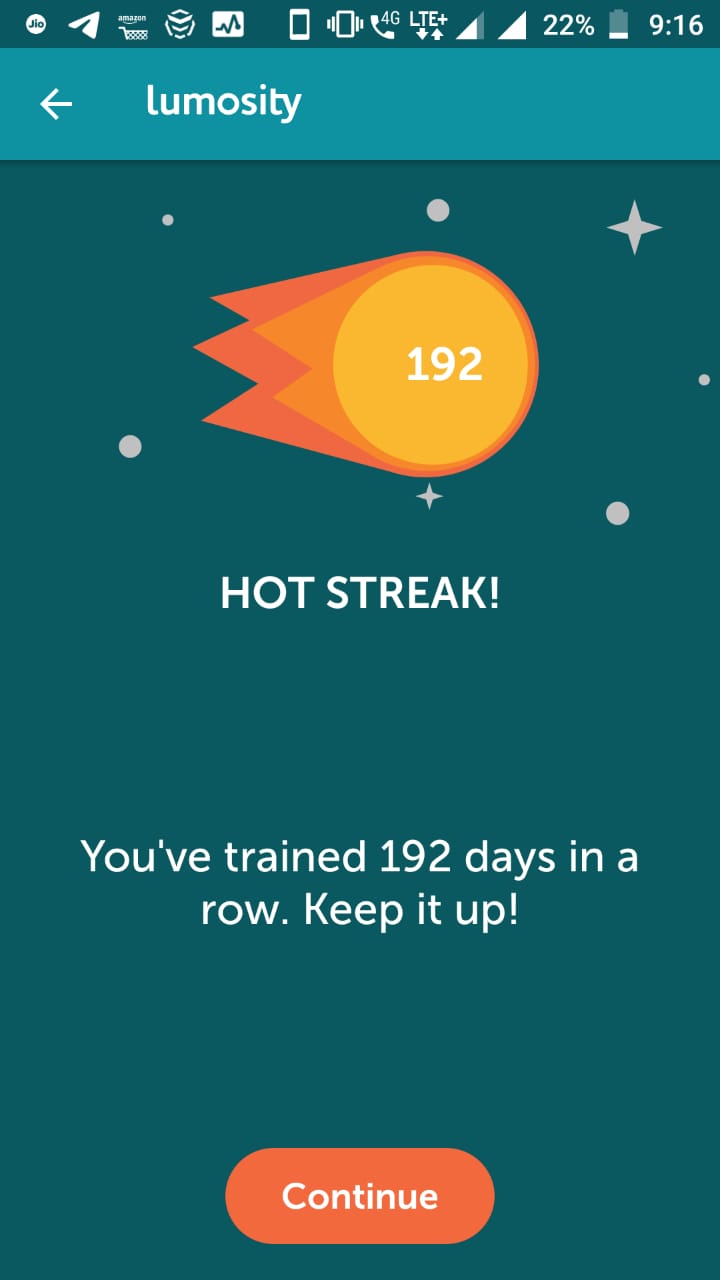 Jio amazon 4G LTE+ 22% 9:16
lumosity
192
HOT STREAK!
You've trained 192 days in a
row. Keep it up!
Continue